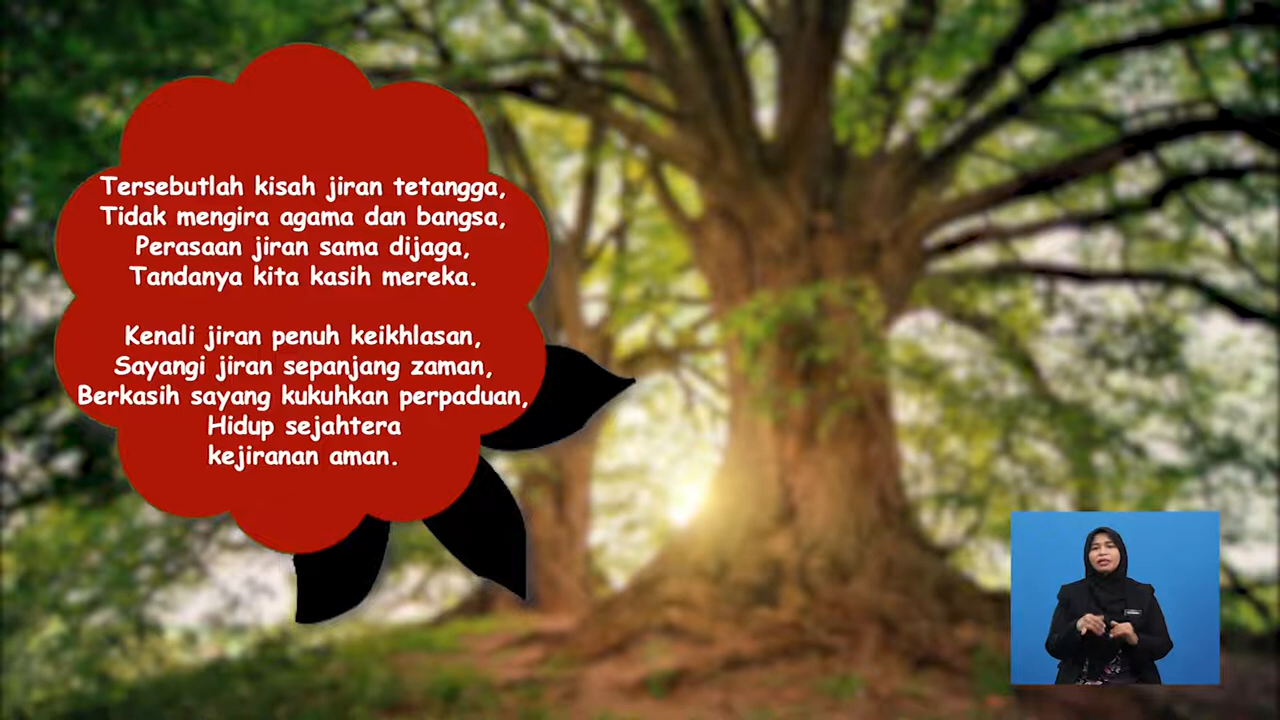 Tersebutlah kisah jiran tetangga,
Tidak mengira agama dan bangsa,
Perasaan jiran sama dijaga,
Tandanya kita kasih mereka.
Kenali jiran penuh keikhlasan,
Sayangi jiran sepanjang zaman,
Berkasih sayang kukuhkan perpaduan,
Hidup sejahtera
kejiranan aman.